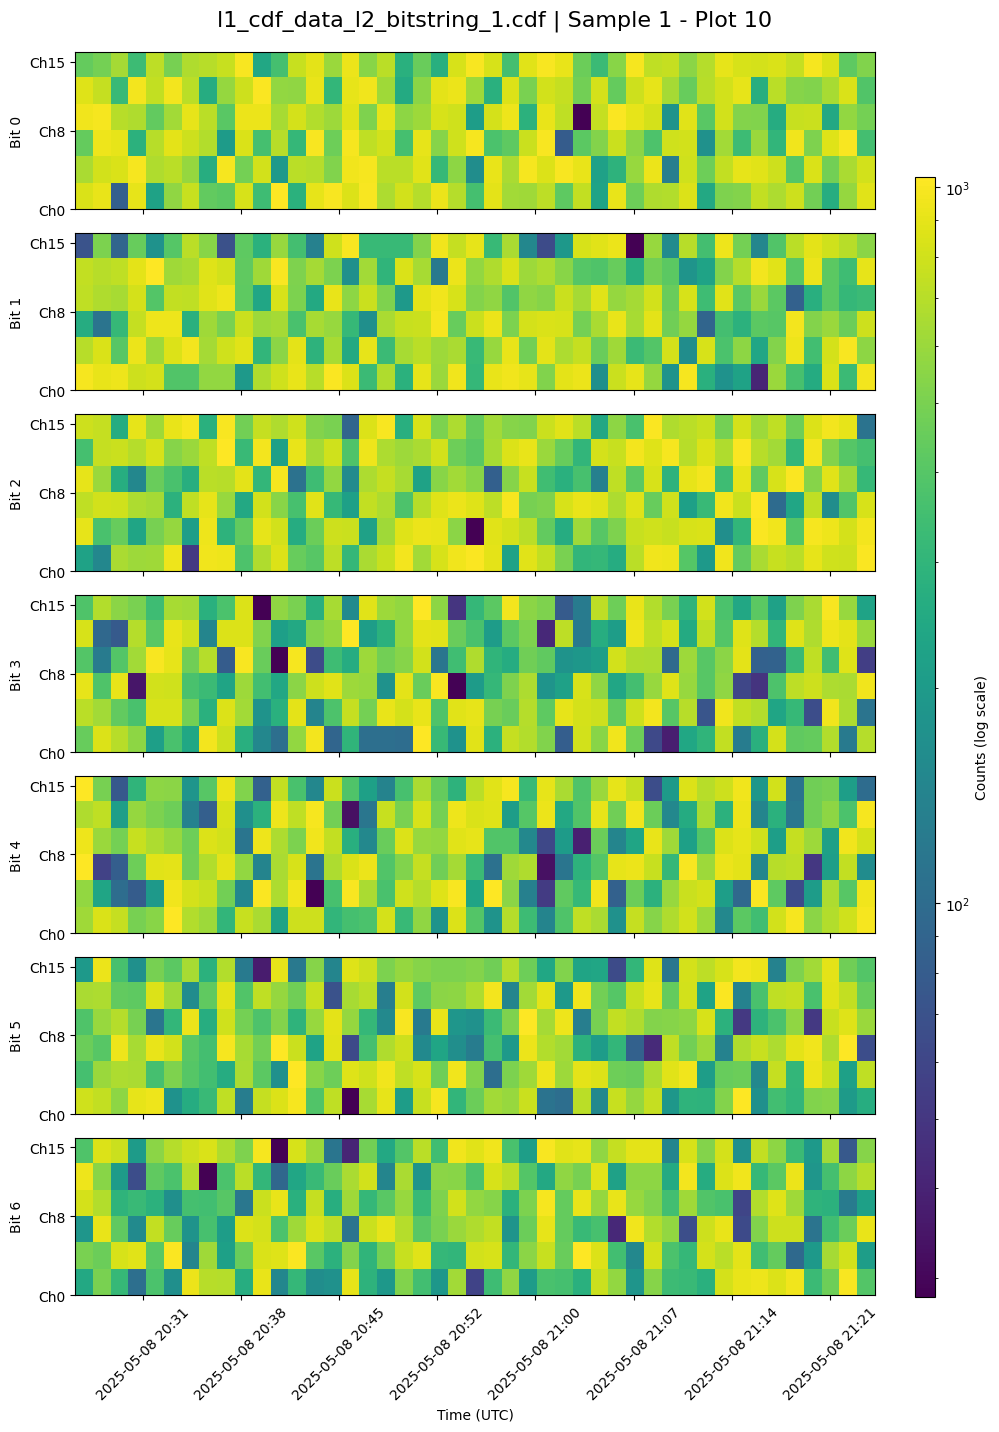 l1_cdf_data_l2_bitstring_1.cdf | Sample 1 - Plot 10
Bit 0
Ch15
Ch8
Ch0
Bit 1
Ch15
Ch8
Ch0
Bit 2
Ch15
Ch8
Ch0
Bit 3
Ch15
Ch8
Ch0
Bit 4
Ch15
Ch8
Ch0
Bit 5
Ch15
Ch8
Ch0
Bit 6
Ch15
Ch8
Ch0
2025-05-08 20:31
2025-05-08 20:38
2025-05-08 20:45
2025-05-08 20:52
2025-05-08 21:00
2025-05-08 21:07
2025-05-08 21:14
2025-05-08 21:21
Time (UTC)
10³
10²
Counts (log scale)